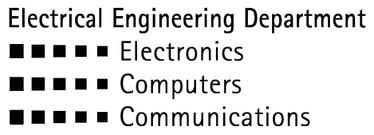 Electrical Engineering Department
Electronics
Computers
Communications